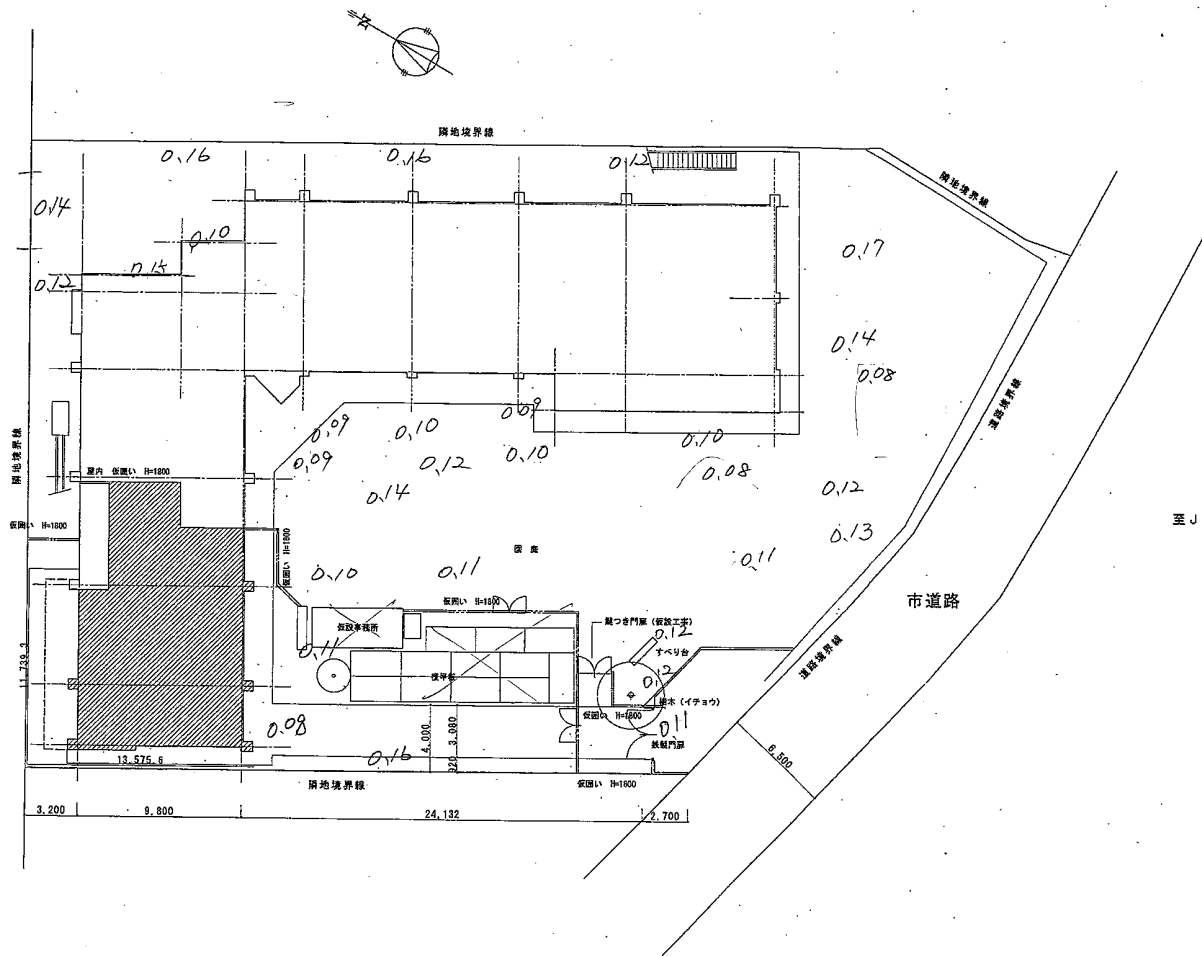 N
隣地境界線
0.16
0.16
0.12
隣地境界線
0.14
0.10
0.17
0.15
0.12
0.14
0.08
道路境界線
0.09
0.09
0.10
0.10
0.09
0.12
0.10
0.08
隣地境界線
屋内 仮囲い H=1800
0.14
0.12
至J
仮囲い H=1800
0.13
仮囲い H=1800
園庭
0.11
0.10
0.11
市道路
仮囲い H=1800
鍵つき門扉（仮設工事）
仮設事務所
0.12
すべり台
0.11
道路境界線
11,739.3
0.12
樹木（イチョウ）
仮囲い H=1800
0.08
0.11
4,000
3,080
920
鉄製門扉
6,500
13,575.6
0.16
隣地境界線
仮囲い H=1800
3,200
9,800
24,132
2,700